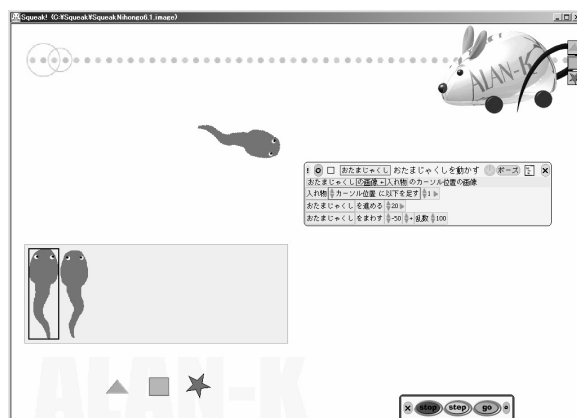 Squeak! (C:¥Squeak¥SqueakNihongo6.1.image)
ALAN-K
! おたまじゃくし おたまじゃくしを動かす ! ポーズ
おたまじゃくし の画像 ← 入れ物 のカーソル位置の画像
入れ物 カーソル位置 に以下を足す 1
おたまじゃくし を進める 20
おたまじゃくし をまわす -50 + 乱数 100
ALAN-K
× stop step go